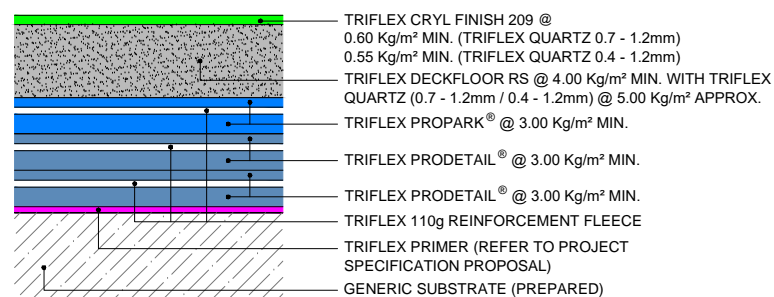 TRIFLEX CRYL FINISH 209 @
0.60 Kg/m² MIN. (TRIFLEX QUARTZ 0.7 - 1.2mm)
0.55 Kg/m² MIN. (TRIFLEX QUARTZ 0.4 - 1.2mm)
TRIFLEX DECKFLOOR RS @ 4.00 Kg/m² MIN. WITH TRIFLEX
QUARTZ (0.7 - 1.2mm / 0.4 - 1.2mm) @ 5.00 Kg/m² APPROX.
TRIFLEX PROPARK® @ 3.00 Kg/m² MIN.
TRIFLEX PRODETAIL® @ 3.00 Kg/m² MIN.
TRIFLEX PRODETAIL® @ 3.00 Kg/m² MIN.
TRIFLEX 110g REINFORCEMENT FLEECE
TRIFLEX PRIMER (REFER TO PROJECT
SPECIFICATION PROPOSAL)
GENERIC SUBSTRATE (PREPARED)